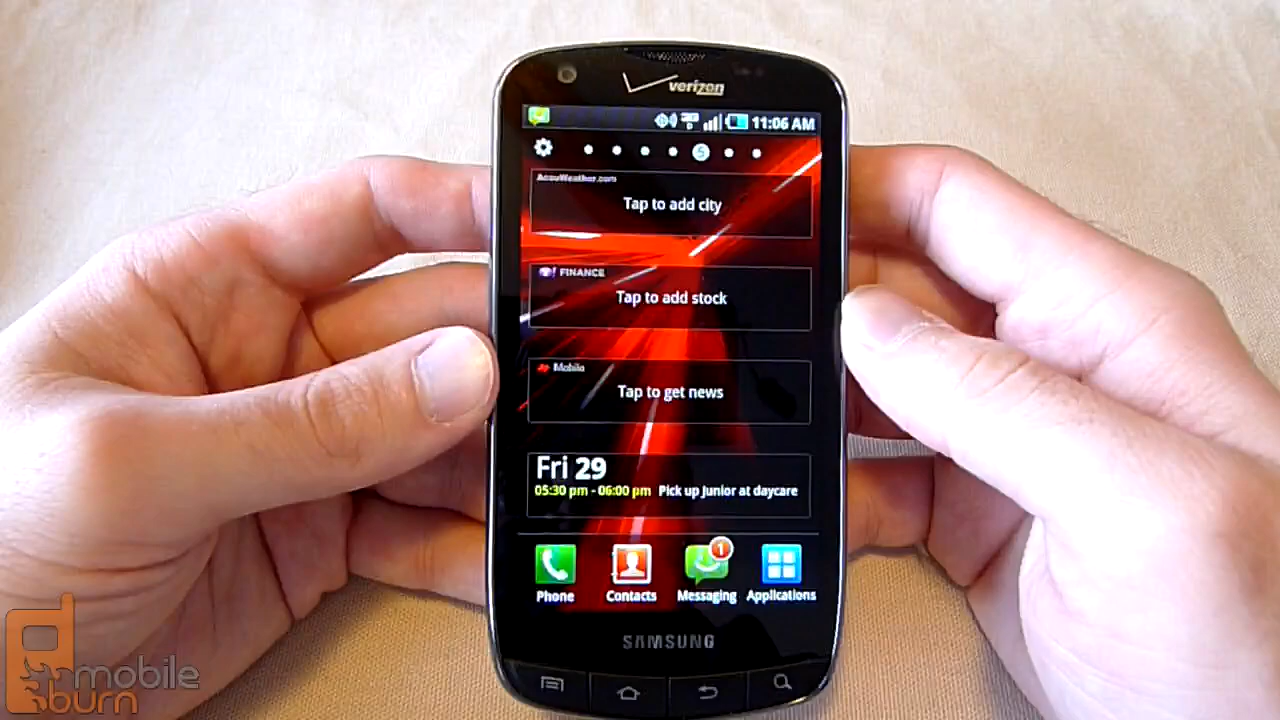 verizon
11:06 AM
5
AccuWeather.com
Tap to add city
Y! FINANCE
Tap to add stock
Mobile
Tap to get news
Fri 29
05:30 pm - 06:00 pm Pick up Junior at daycare
1
Phone Contacts Messaging Applications
SAMSUNG
mobile
burn